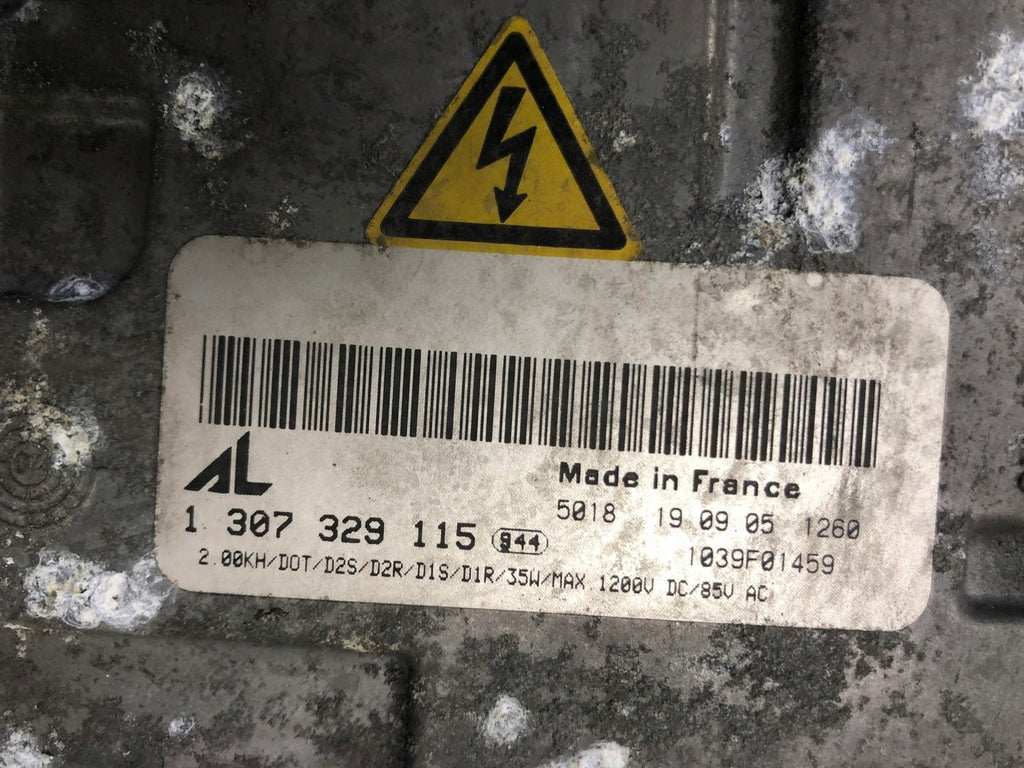 AL
Made in France
5018 19.09.05 1260
1 307 329 115 944
1039F01459
2.00KH/DOT/D2S/D2R/D1S/D1R/35W/MAX 1200V DC/85V AC